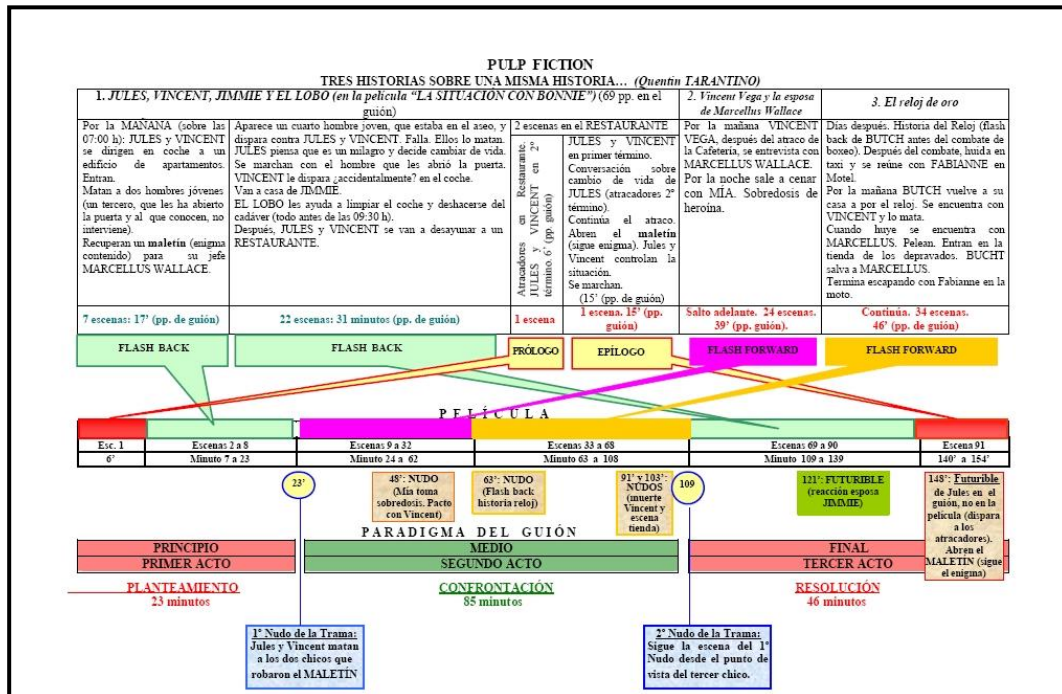 PULP FICTION
TRES HISTORIAS SOBRE UNA MISMA HISTORIA… (Quentin TARANTINO)
1. JULES, VINCENT, JIMMIE Y EL LOBO (en la película “LA SITUACIÓN CON BONNIE”) (69 pp. en el
guión)
2. Vincent Vega y la esposa
de Marcellus Wallace
3. El reloj de oro
Por la MAÑANA (sobre las
07:00 h): JULES y VINCENT
se dirigen en coche a un
edificio de apartamentos.
Entran.
Matan a dos hombres jóvenes
(un tercero, que les ha abierto
la puerta y al que conocen, no
interviene).
Recuperan un maletín (enigma
contenido) para su jefe
MARCELLUS WALLACE.
Aparece un cuarto hombre joven, que estaba en el aseo, y
dispara contra JULES y VINCENT. Falla. Ellos lo matan.
JULES piensa que es un milagro y decide cambiar de vida.
Se marchan con el hombre que les abrió la puerta.
VINCENT le dispara ¿accidentalmente? en el coche.
Van a casa de JIMMIE.
EL LOBO les ayuda a limpiar el coche y deshacerse del
cadáver (todo antes de las 09:30 h).
Después, JULES y VINCENT se van a desayunar a un
RESTAURANTE.
2 escenas en el RESTAURANTE
Atracadores en Restaurante.
JULES y VINCENT en 2º
término. 6’ (pp. guión)
JULES y VINCENT
en primer término.
Conversación sobre
cambio de vida de
JULES (atracadores 2º
término).
Continúa el atraco.
Abren el maletín
(sigue enigma). Jules y
Vincent controlan la
situación.
Se marchan.
(15’ (pp. de guión)
Por la mañana VINCENT
VEGA, después del atraco de
la Cafetería, se entrevista con
MARCELLUS WALLACE.
Por la noche sale a cenar
con MÍA. Sobredosis de
heroína.
Días después. Historia del Reloj (flash
back de BUTCH antes del combate de
boxeo). Después del combate, huida en
taxi y se reúne con FABIANNE en
Motel.
Por la mañana BUTCH vuelve a su
casa a por el reloj. Se encuentra con
VINCENT y lo mata.
Cuando huye se encuentra con
MARCELLUS. Pelean. Entran en la
tienda de los depravados. BUCHT
salva a MARCELLUS.
Termina escapando con Fabianne en la
moto.
7 escenas: 17’ (pp. de guión)
22 escenas: 31 minutos (pp. de guión)
1 escena
1 escena. 15’ (pp.
guión)
Salto adelante. 24 escenas.
39’ (pp. guión).
Continúa. 34 escenas.
46’ (pp. de guión)
FLASH BACK
FLASH BACK
PRÓLOGO
EPÍLOGO
FLASH FORWARD
FLASH FORWARD
PELÍCULA
Esc. 1
Escenas 2 a 8
Escenas 9 a 32
Escenas 33 a 68
Escenas 69 a 90
Escena 91
6’
Minuto 7 a 23
Minuto 24 a 62
Minuto 63 a 108
Minuto 109 a 139
140’ a 154’
23’
48’: NUDO
(Mía toma
sobredosis. Pacto
con Vincent)
63’: NUDO
(Flash back
historia reloj)
91’ y 103’:
NUDOS
(muerte
Vincent y
escena
tienda)
109
121’: FUTURIBLE
(reacción esposa
JIMMIE)
148’: Futurible
de Jules en el
guión, no en la
película (dispara
a los
atracadores).
Abren el
MALETÍN (sigue
el enigma)
PARADIGMA DEL GUIÓN
PRINCIPIO
MEDIO
FINAL
PRIMER ACTO
SEGUNDO ACTO
TERCER ACTO
PLANTEAMIENTO
23 minutos
CONFRONTACIÓN
85 minutos
RESOLUCIÓN
46 minutos
1º Nudo de la Trama:
Jules y Vincent matan
a los dos chicos que
robaron el MALETÍN
2º Nudo de la Trama:
Sigue la escena del 1º
Nudo desde el punto de
vista del tercer chico.